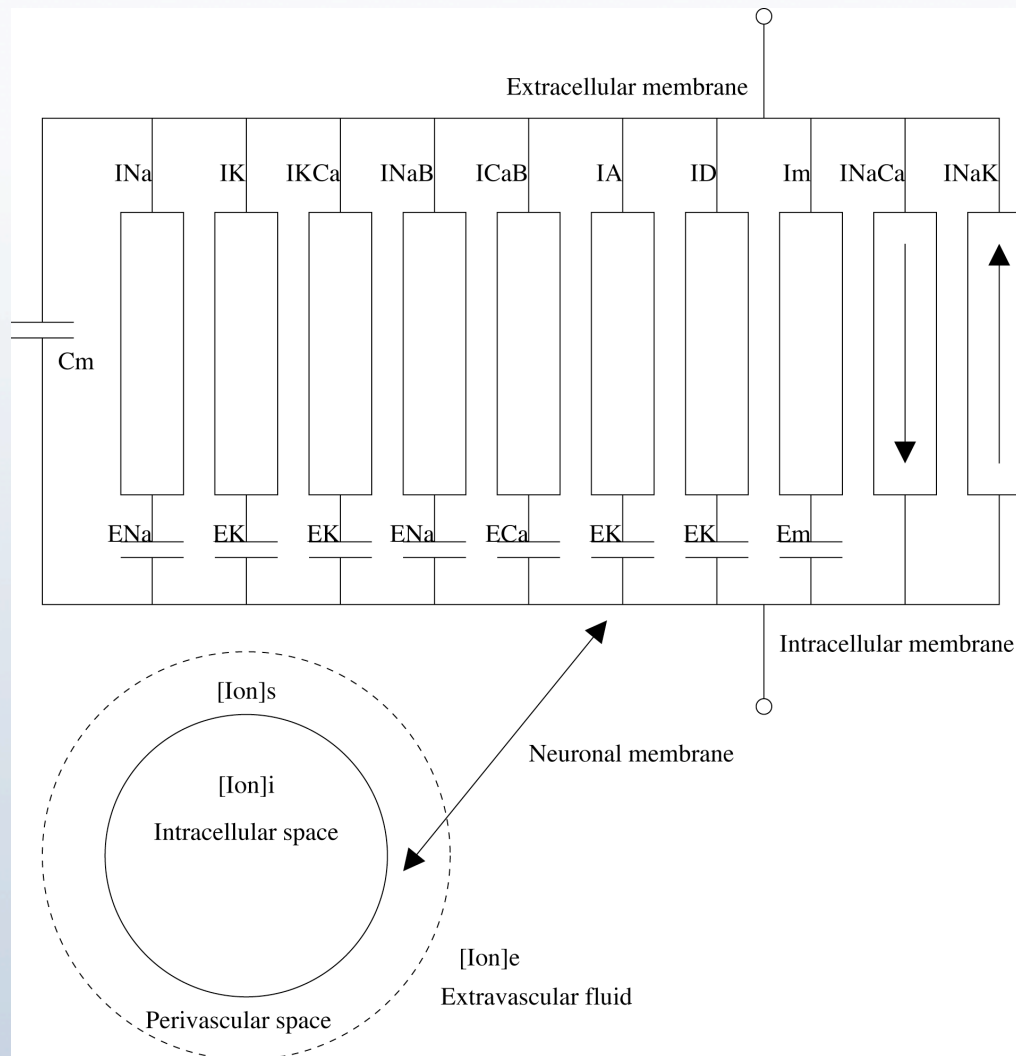 Extracellular membrane
INa IK IKCa INaB ICaB IA ID Im INaCa INaK
Cm
ENa EK EK ENa ECa EK EK Em
Intracellular membrane
[Ion]s
Neuronal membrane
[Ion]i
Intracellular space
[Ion]e
Extravascular fluid
Perivascular space